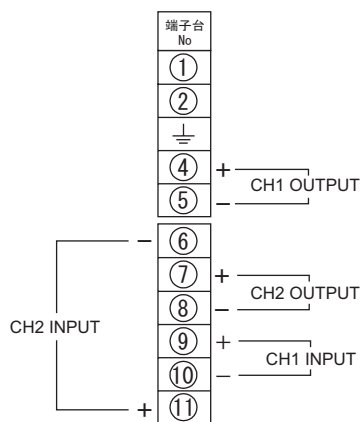 端子台
No
①
②
④ +
CH1 OUTPUT
⑤ −
− ⑥
⑦ +
CH2 OUTPUT
⑧ −
CH2 INPUT
⑨ +
CH1 INPUT
⑩ −
+ ⑪